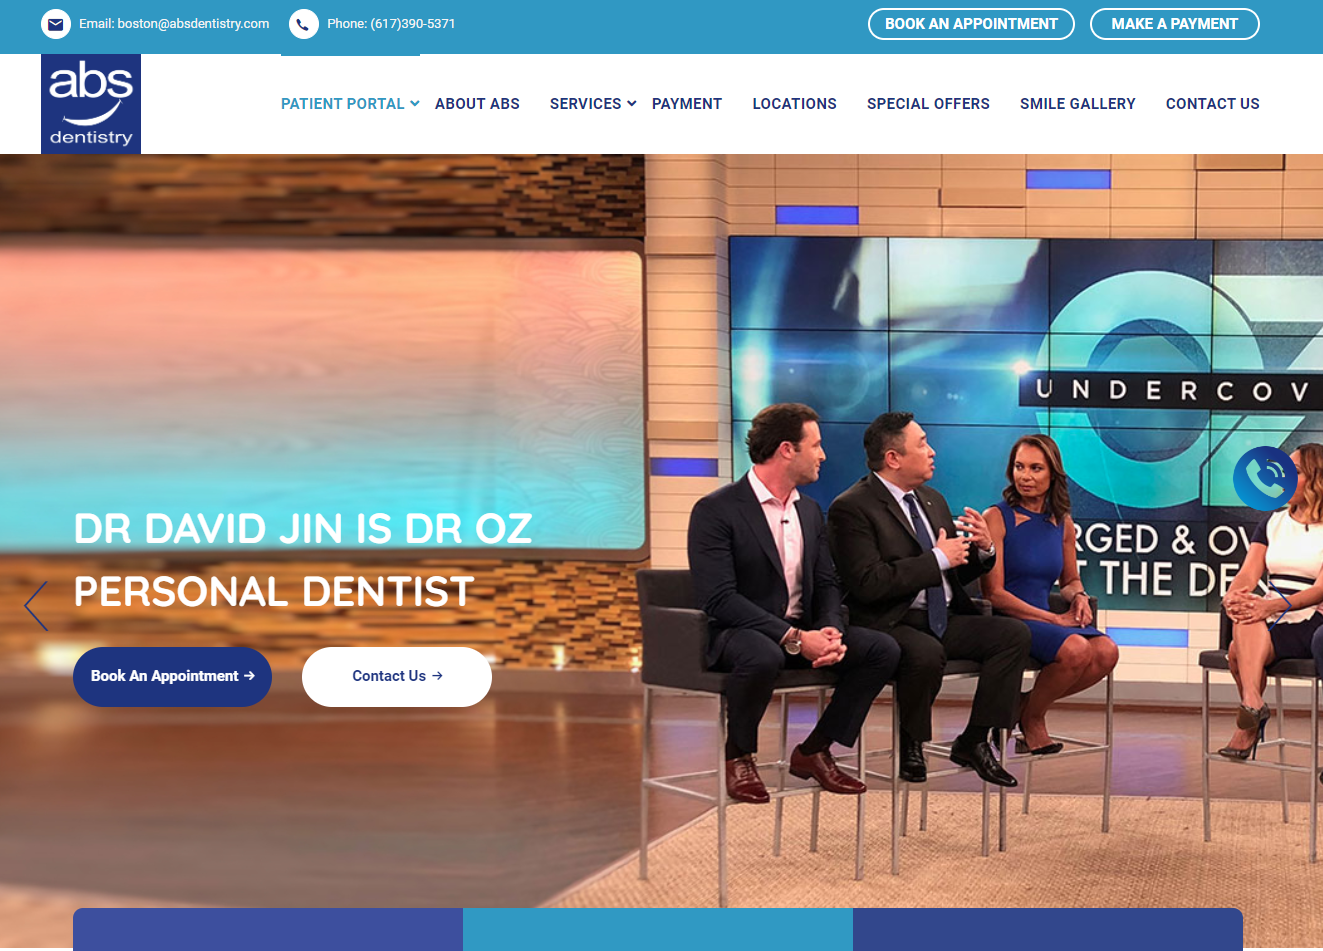 Email: boston@absdentistry.com
Phone: (617)390-5371
BOOK AN APPOINTMENT
MAKE A PAYMENT
abs
dentistry
PATIENT PORTAL
ABOUT ABS
SERVICES
PAYMENT
LOCATIONS
SPECIAL OFFERS
SMILE GALLERY
CONTACT US
OZ
UNDERCOV
RGED & OV
T THE DE
DR DAVID JIN IS DR OZ
PERSONAL DENTIST
Book An Appointment →
Contact Us →